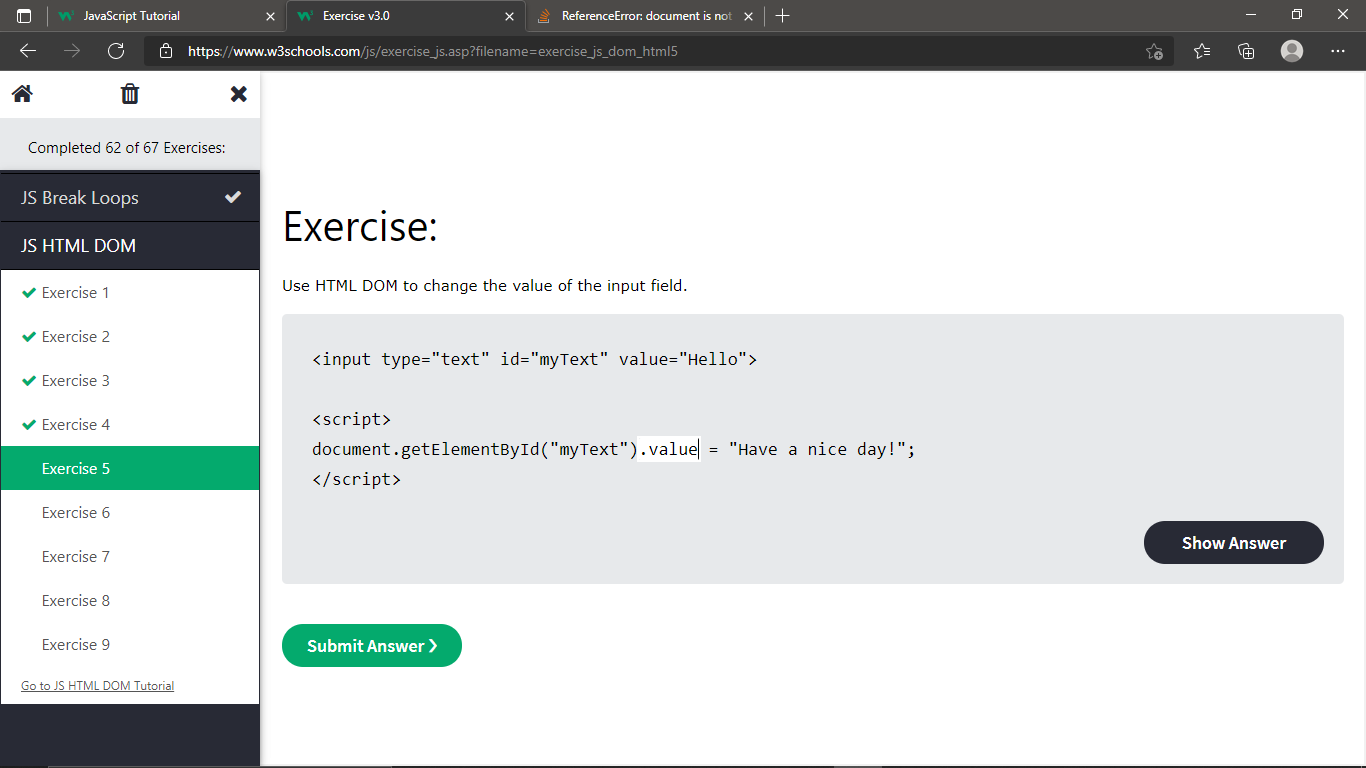 JavaScript Tutorial
Exercise v3.0
ReferenceError: document is not
https://www.w3schools.com/js/exercise_js.asp?filename=exercise_js_dom_html5
Completed 62 of 67 Exercises:
JS Break Loops
JS HTML DOM
Exercise 1
Exercise 2
Exercise 3
Exercise 4
Exercise 5
Exercise 6
Exercise 7
Exercise 8
Exercise 9
Go to JS HTML DOM Tutorial
Exercise:
Use HTML DOM to change the value of the input field.
<input type="text" id="myText" value="Hello">
<script>
document.getElementById("myText").value = "Have a nice day!";
</script>
Show Answer
Submit Answer ❯